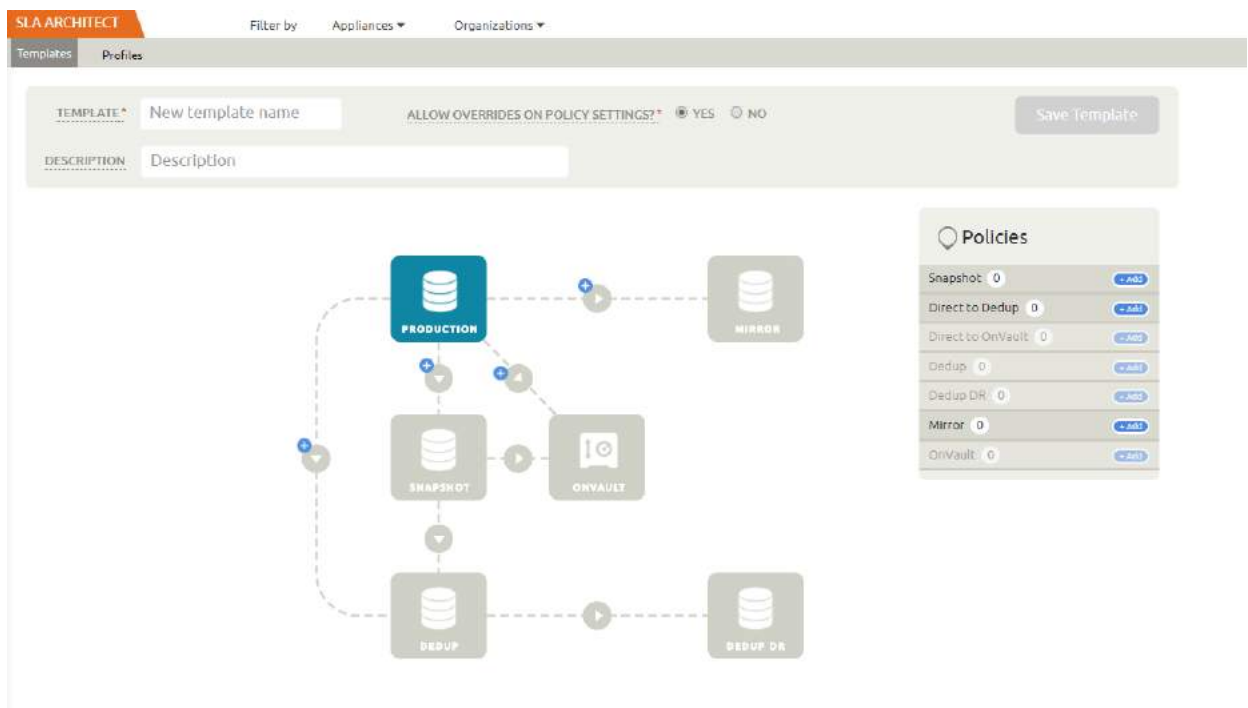 SLA ARCHITECT
Filter by Appliances Organizations
Templates Profiles
TEMPLATE* New template name ALLOW OVERRIDES ON POLICY SETTINGS?* YES NO Save Template
DESCRIPTION Description
Policies
Snapshot 0 + Add
Direct to Dedup 0 + Add
Direct to OnVault 0 + Add
Dedup 0 + Add
Dedup DR 0 + Add
Mirror 0 + Add
OnVault 0 + Add
PRODUCTION MIRROR
SNAPSHOT ONVAULT
DEDUP DEDUP DR